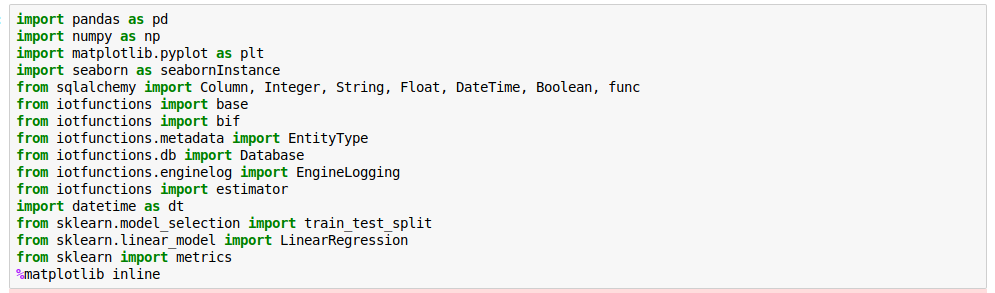 import pandas as pd
import numpy as np
import matplotlib.pyplot as plt
import seaborn as seabornInstance
from sqlalchemy import Column, Integer, String, Float, DateTime, Boolean, func
from iotfunctions import base
from iotfunctions import bif
from iotfunctions.metadata import EntityType
from iotfunctions.db import Database
from iotfunctions.enginelog import EngineLogging
from iotfunctions import estimator
import datetime as dt
from sklearn.model_selection import train_test_split
from sklearn.linear_model import LinearRegression
from sklearn import metrics
%matplotlib inline